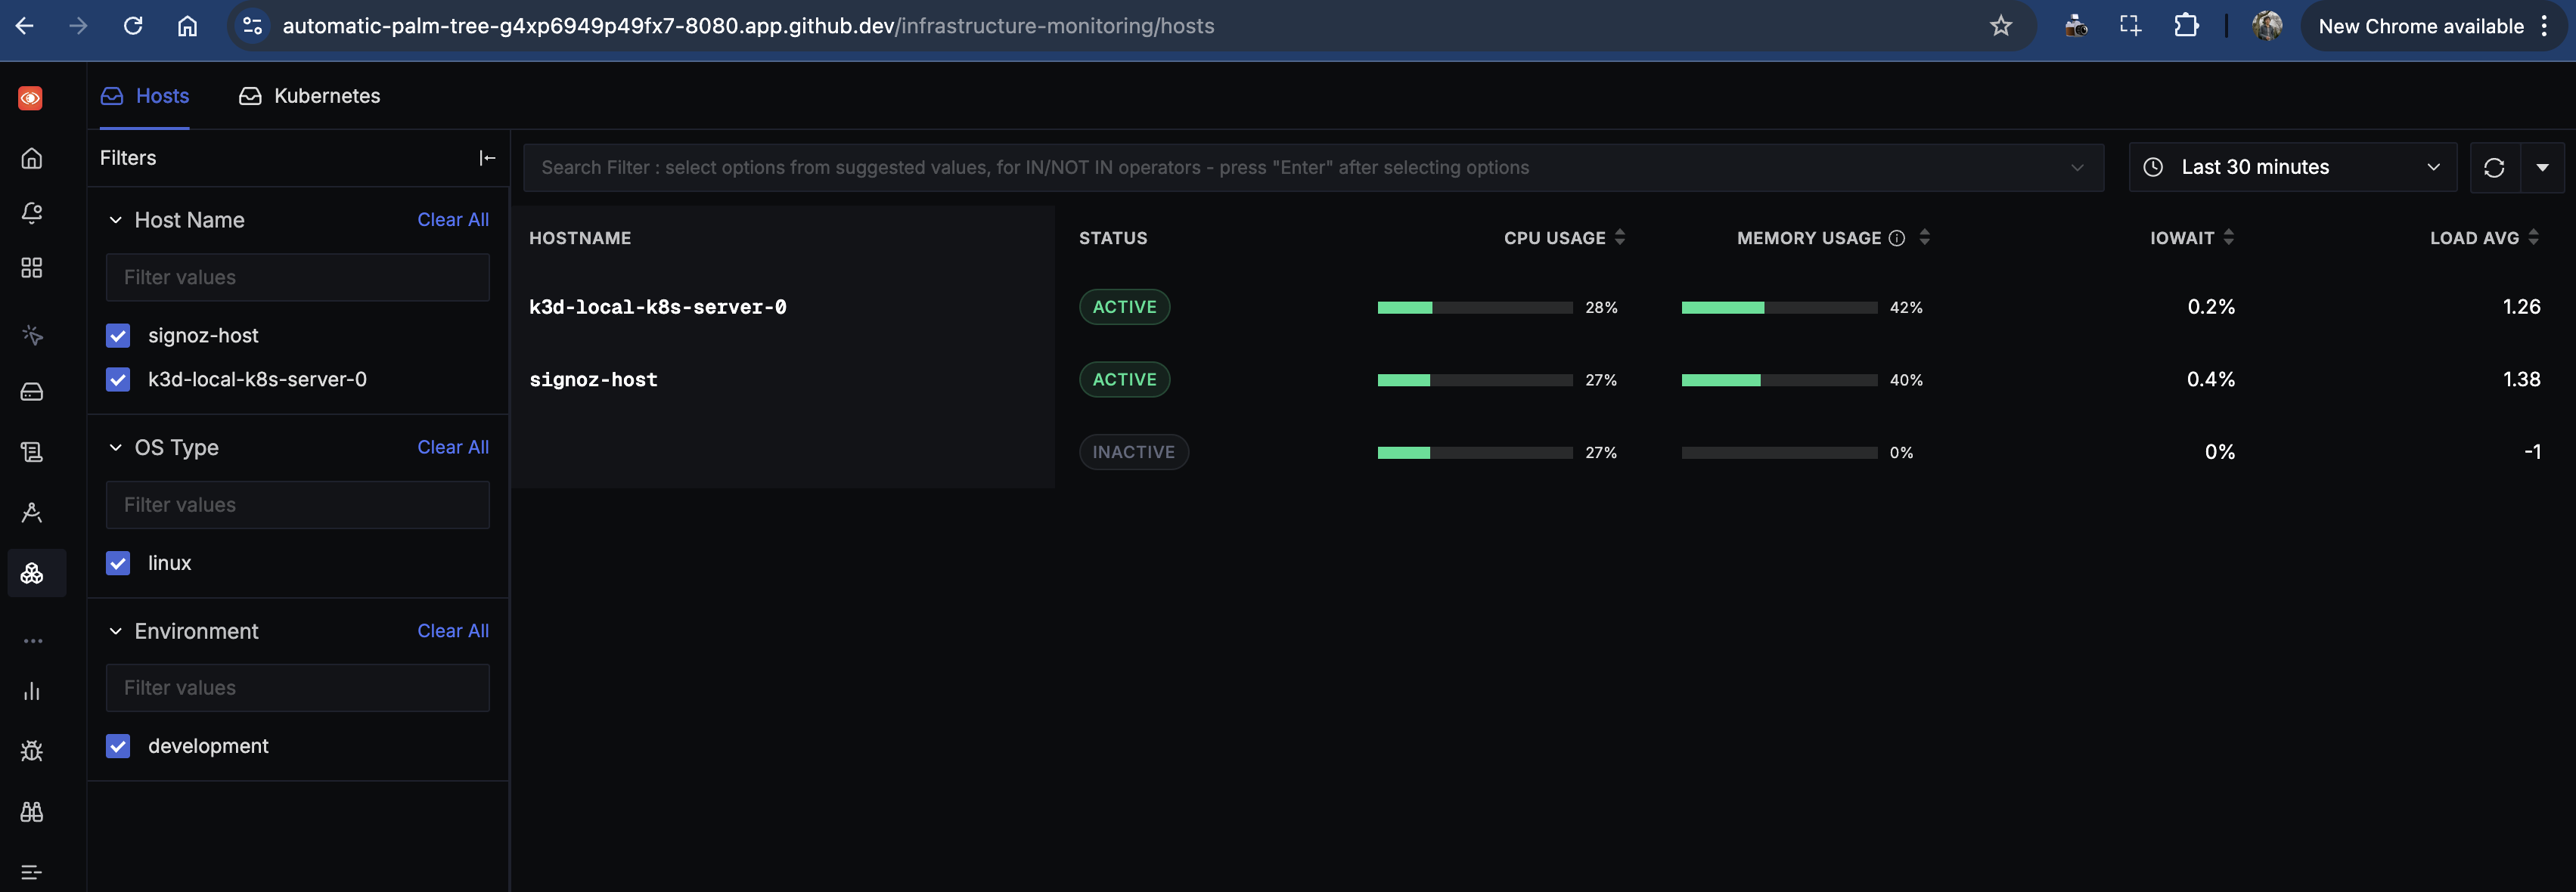 automatic-palm-tree-g4xp6949p49fx7-8080.app.github.dev/infrastructure-monitoring/hosts
New Chrome available
Hosts
Kubernetes
Filters
Search Filter : select options from suggested values, for IN/NOT IN operators - press "Enter" after selecting options
Last 30 minutes
Host Name
Clear All
Filter values
signoz-host
k3d-local-k8s-server-0
OS Type
Clear All
Filter values
linux
Environment
Clear All
Filter values
development
HOSTNAME STATUS CPU USAGE MEMORY USAGE IOWAIT LOAD AVG
k3d-local-k8s-server-0 ACTIVE 28% 42% 0.2% 1.26
signoz-host ACTIVE 27% 40% 0.4% 1.38
INACTIVE 27% 0% 0% -1